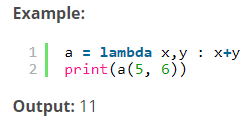 Example:
1 a = lambda x,y : x+y
2 print(a(5, 6))
Output: 11